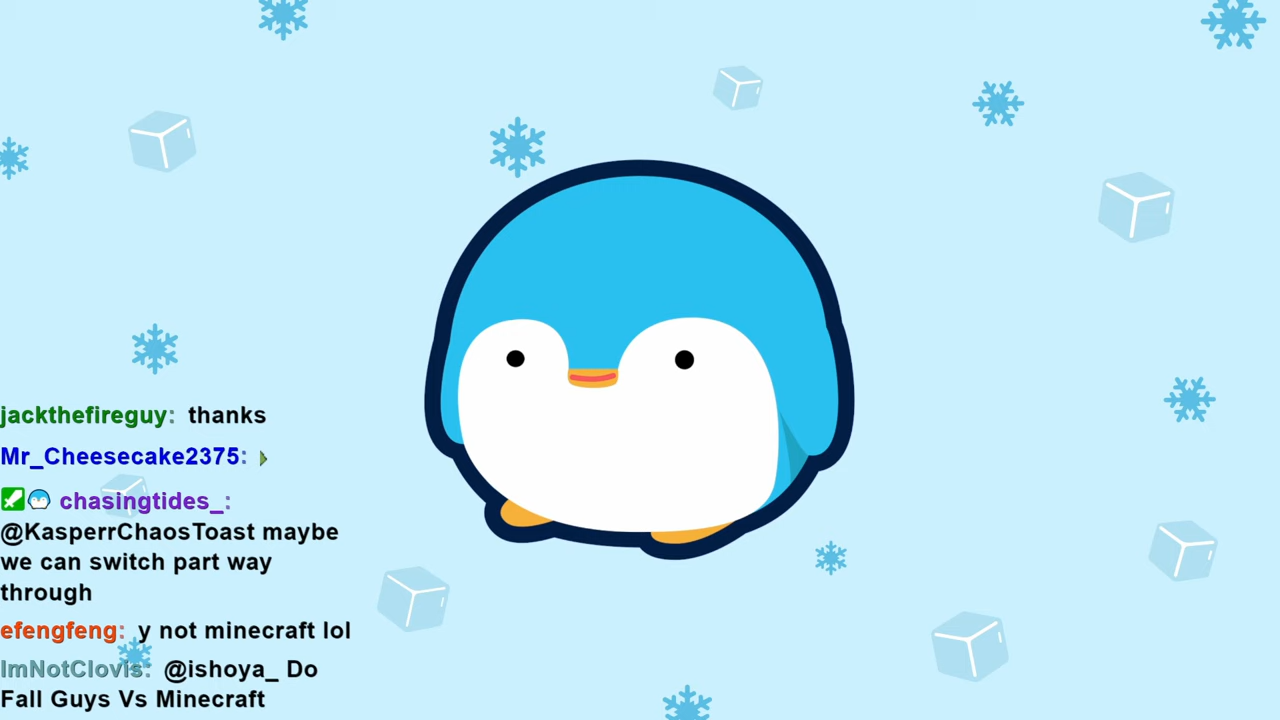 jackthefireguy: thanks
Mr_Cheesecake2375:
chasingtides_:
@KasperrChaosToast maybe
we can switch part way
through
efengfeng: y not minecraft lol
ImNotClovis: @ishoya_ Do
Fall Guys Vs Minecraft